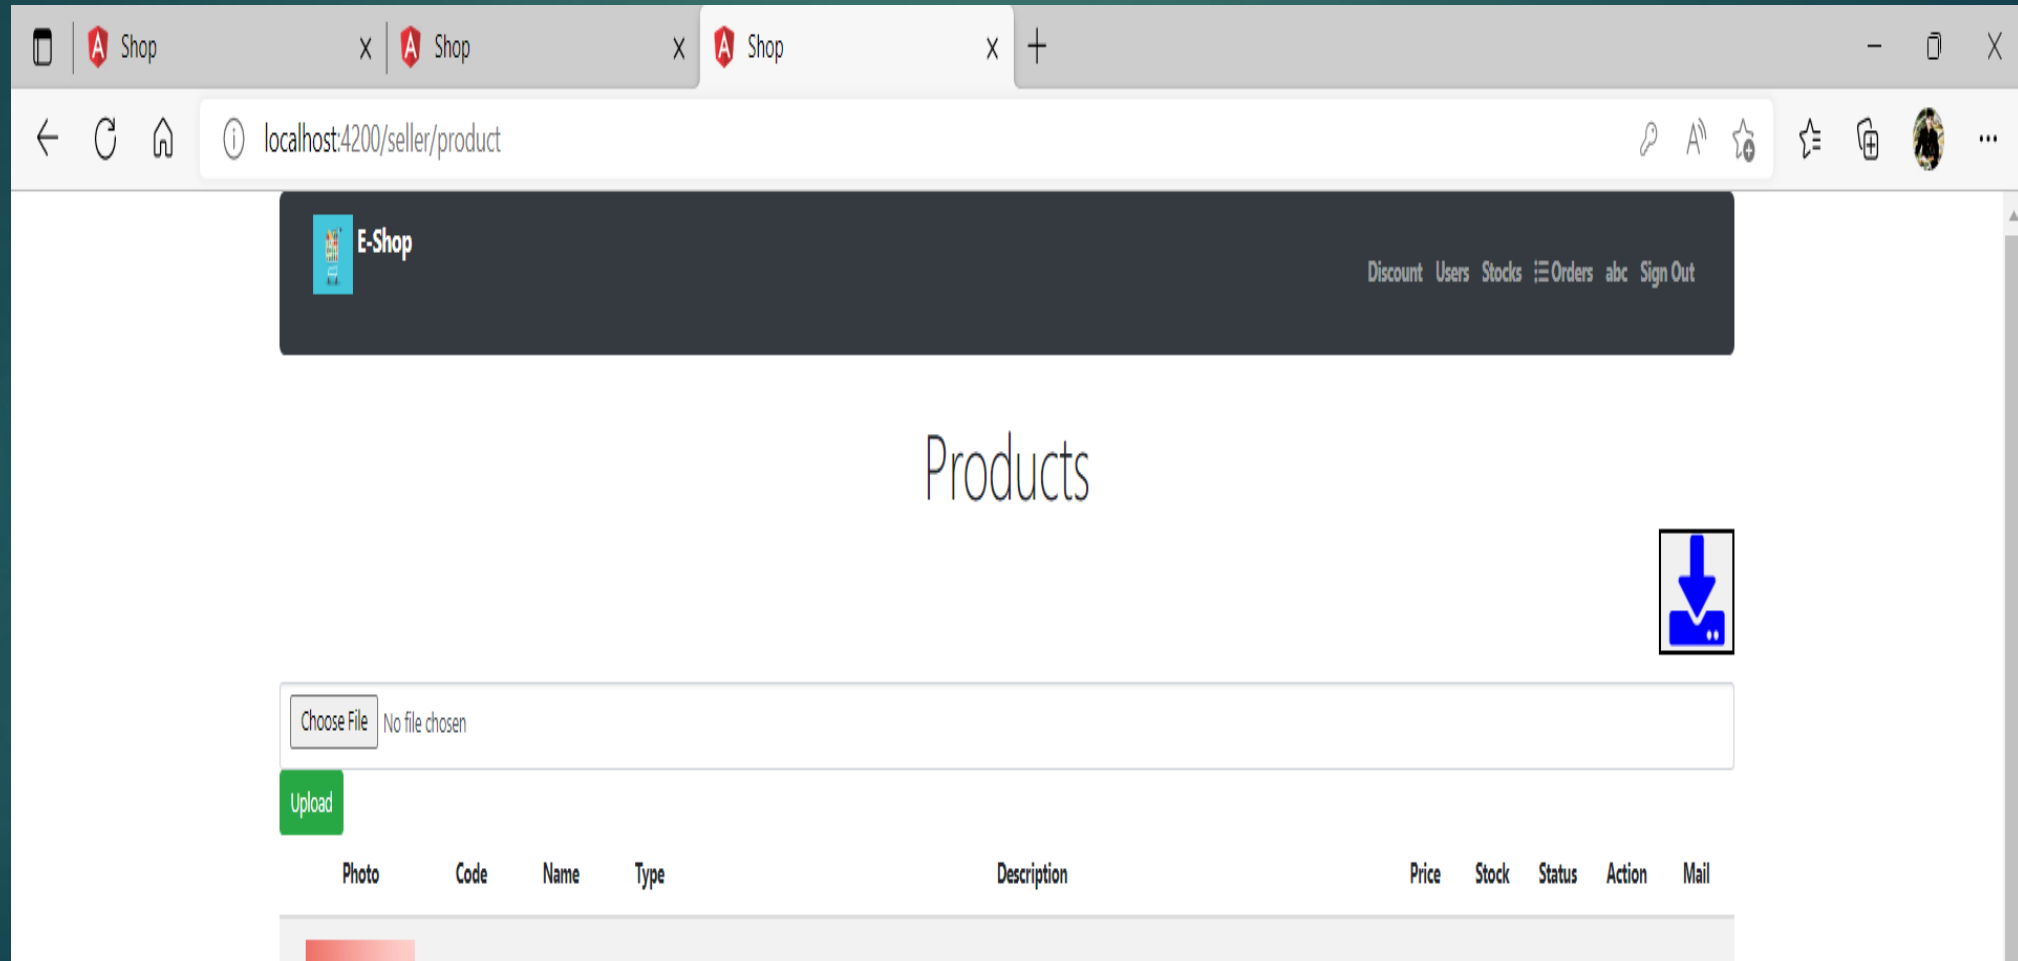 Shop
Shop
Shop
localhost:4200/seller/product
E-Shop
Discount Users Stocks Orders abc Sign Out
Products
Choose File No file chosen
Upload
Photo Code Name Type Description Price Stock Status Action Mail